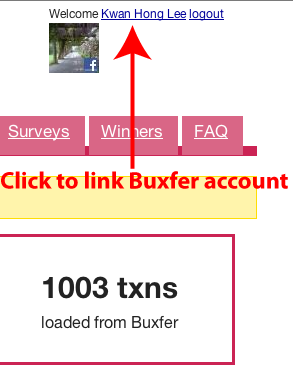 Welcome Kwan Hong Lee logout
f
Surveys Winners FAQ
Click to link Buxfer account
1003 txns
loaded from Buxfer